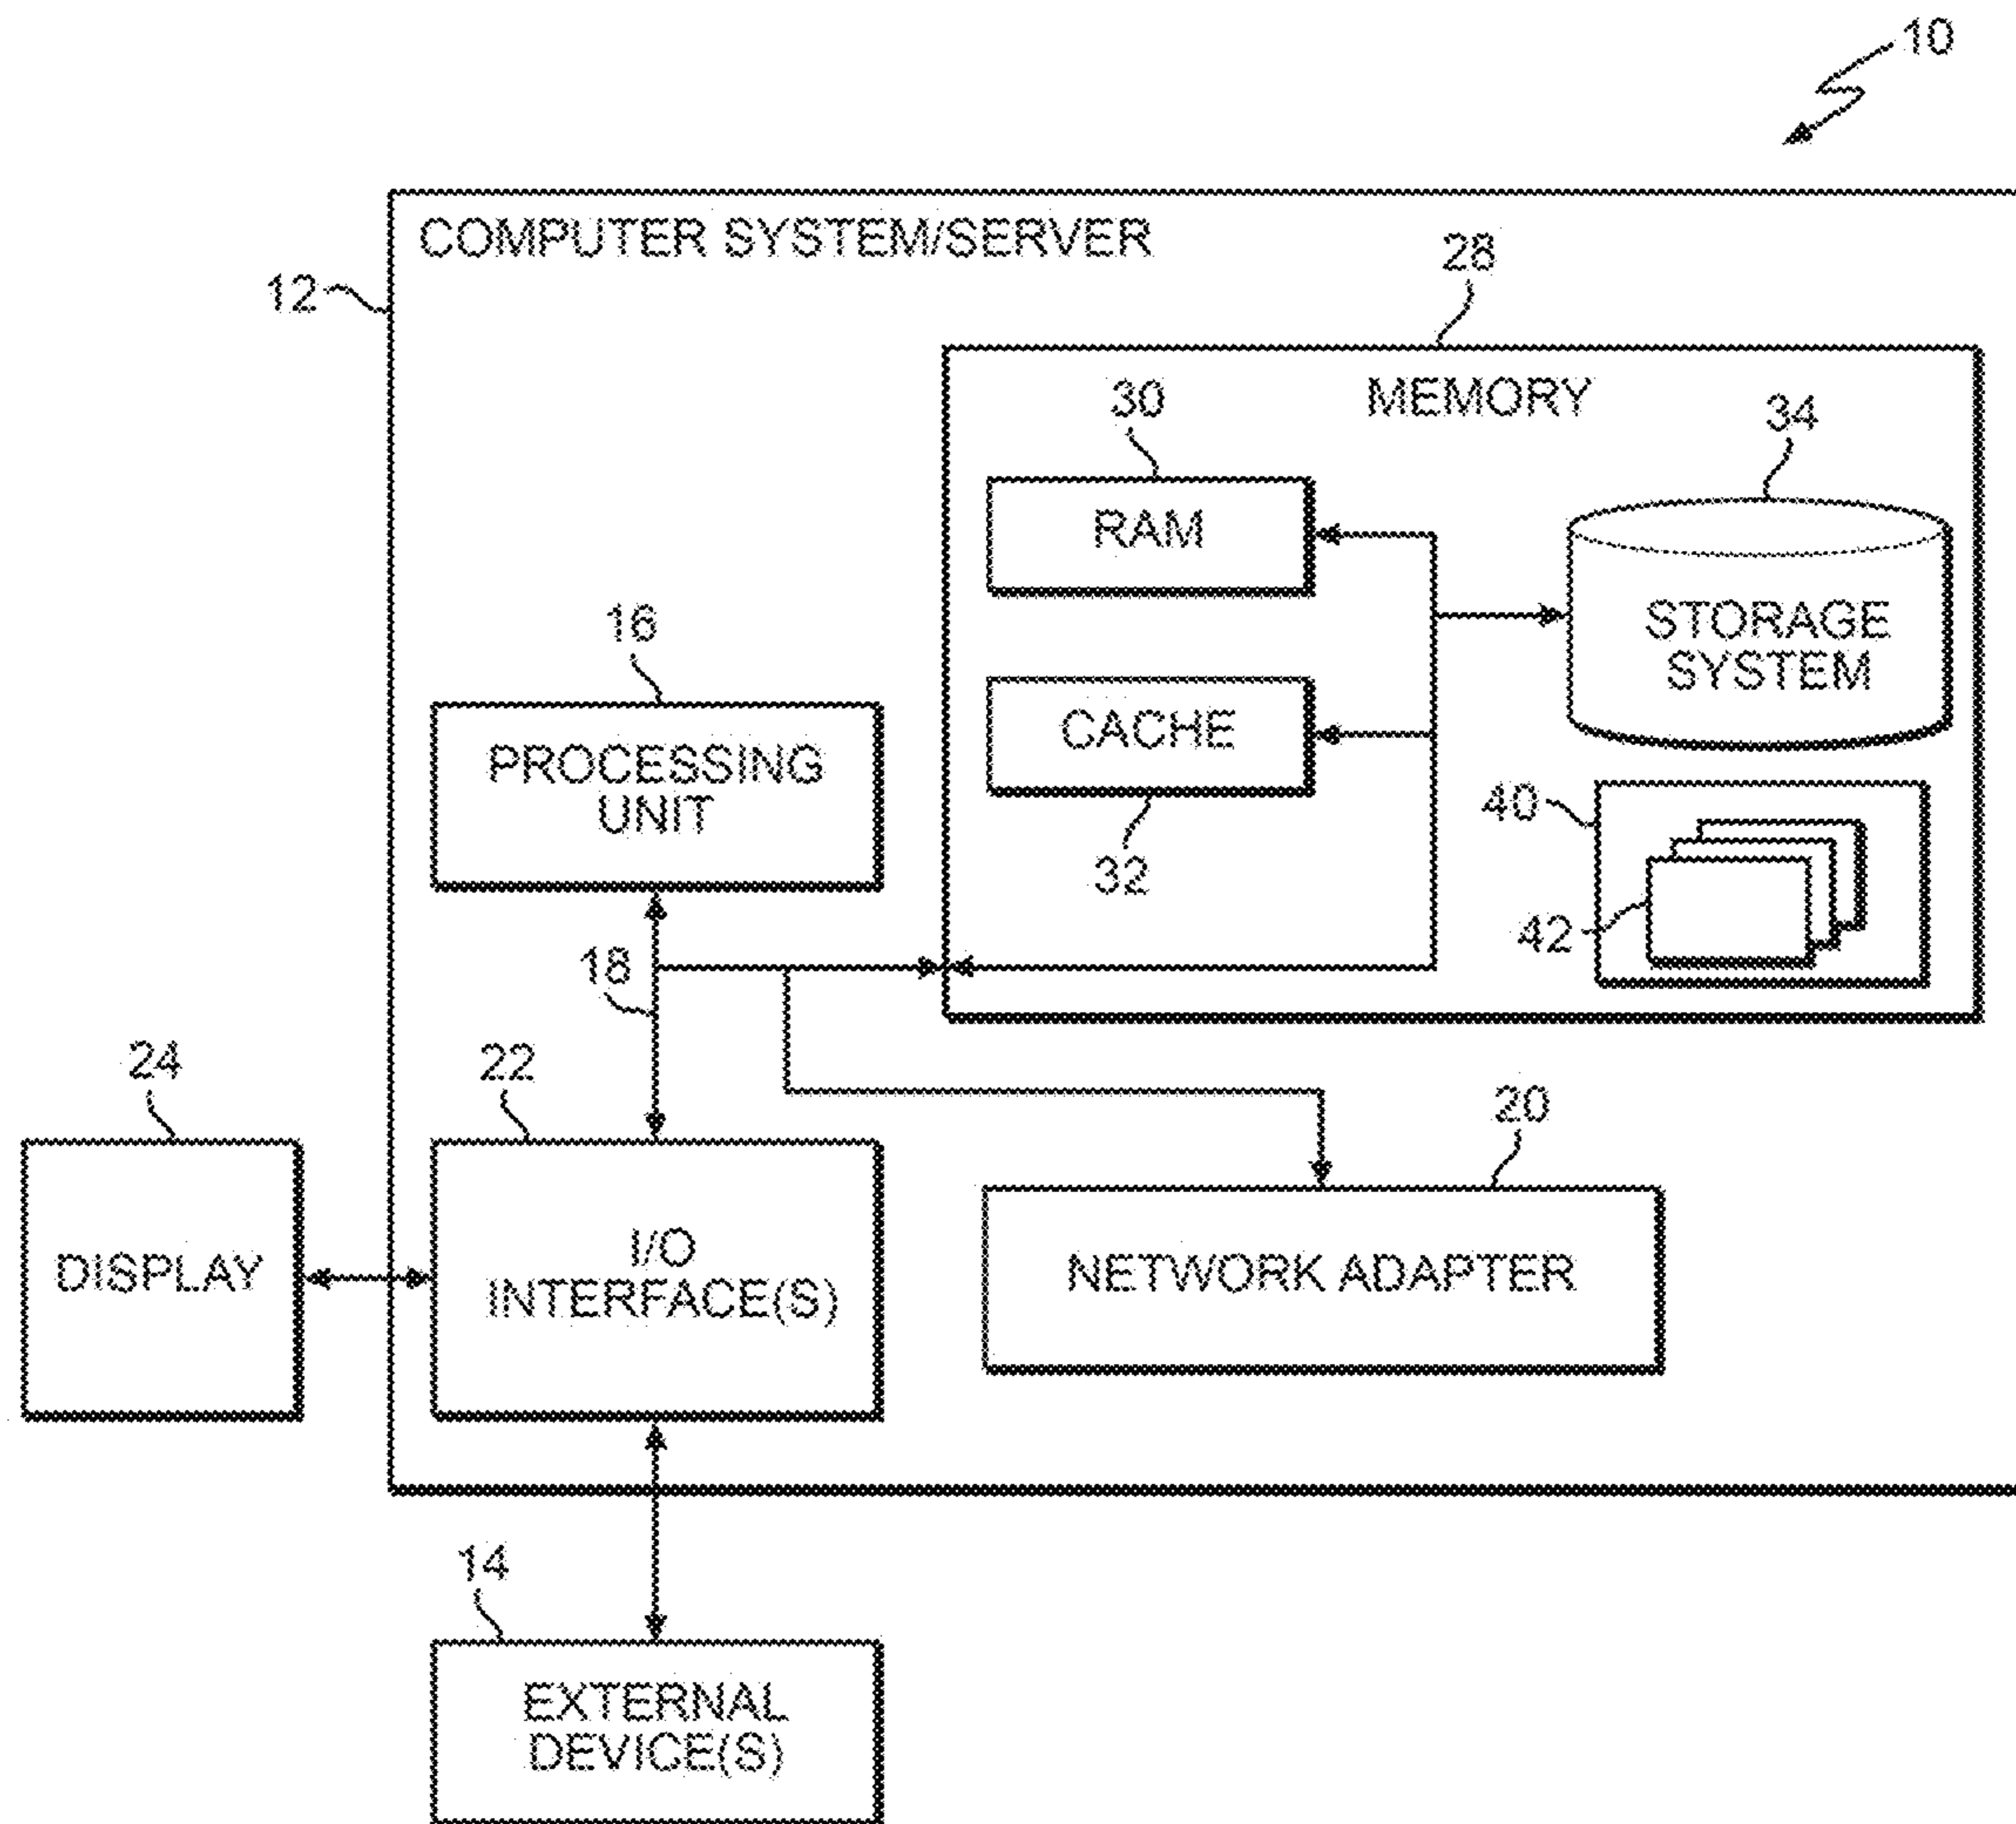 10
COMPUTER SYSTEM/SERVER
12
28
MEMORY
30
34
RAM
STORAGE
SYSTEM
16
CACHE
PROCESSING
UNIT
40
32
42
18
24
22
20
DISPLAY
I/O
INTERFACE(S)
NETWORK ADAPTER
14
EXTERNAL
DEVICE(S)